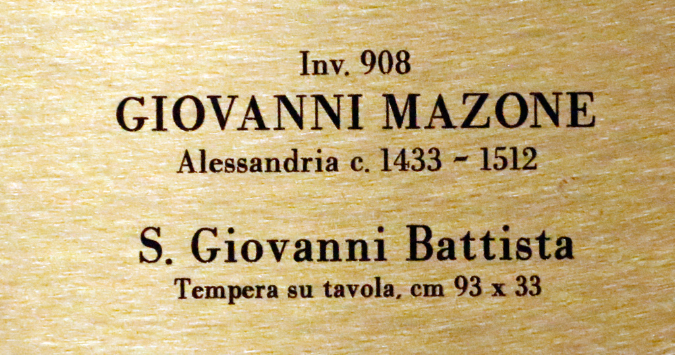 Inv. 908
GIOVANNI MAZONE
Alessandria c. 1433 ~ 1512
S. Giovanni Battista
Tempera su tavola, cm 93 x 33